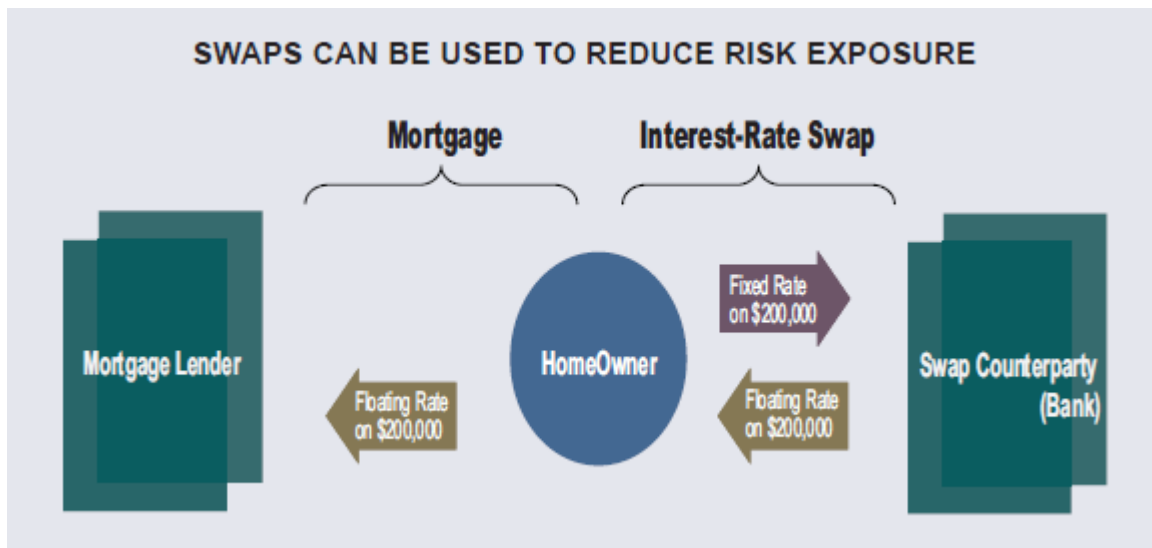 SWAPS CAN BE USED TO REDUCE RISK EXPOSURE
Mortgage
Interest-Rate Swap
Fixed Rate
on $200,000
Mortgage Lender
HomeOwner
Swap Counterparty
(Bank)
Floating Rate
on $200,000
Floating Rate
on $200,000